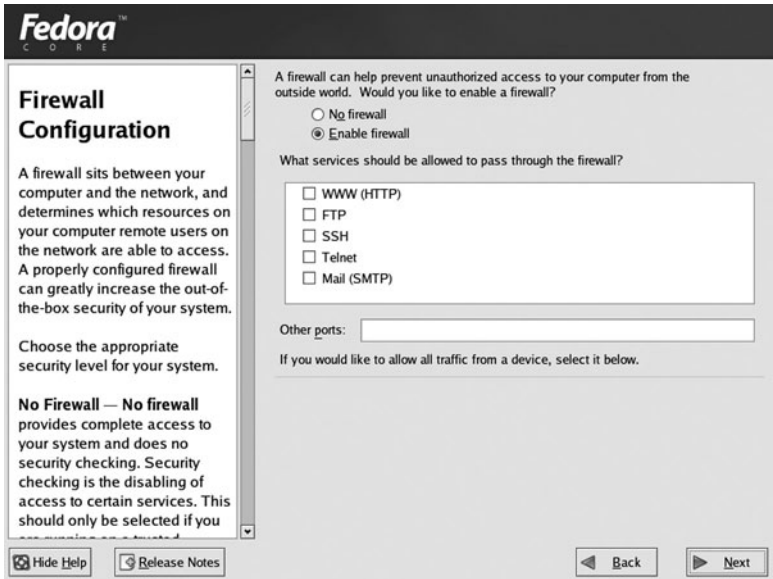 Fedora™
CORE
Firewall
Configuration
A firewall sits between your
computer and the network, and
determines which resources on
your computer remote users on
the network are able to access.
A properly configured firewall
can greatly increase the out-of-
the-box security of your system.
Choose the appropriate
security level for your system.
No Firewall — No firewall
provides complete access to
your system and does no
security checking. Security
checking is the disabling of
access to certain services. This
should only be selected if you
A firewall can help prevent unauthorized access to your computer from the
outside world. Would you like to enable a firewall?
No firewall
Enable firewall
What services should be allowed to pass through the firewall?
WWW (HTTP)
FTP
SSH
Telnet
Mail (SMTP)
Other ports:
If you would like to allow all traffic from a device, select it below.
Hide Help
Release Notes
Back
Next